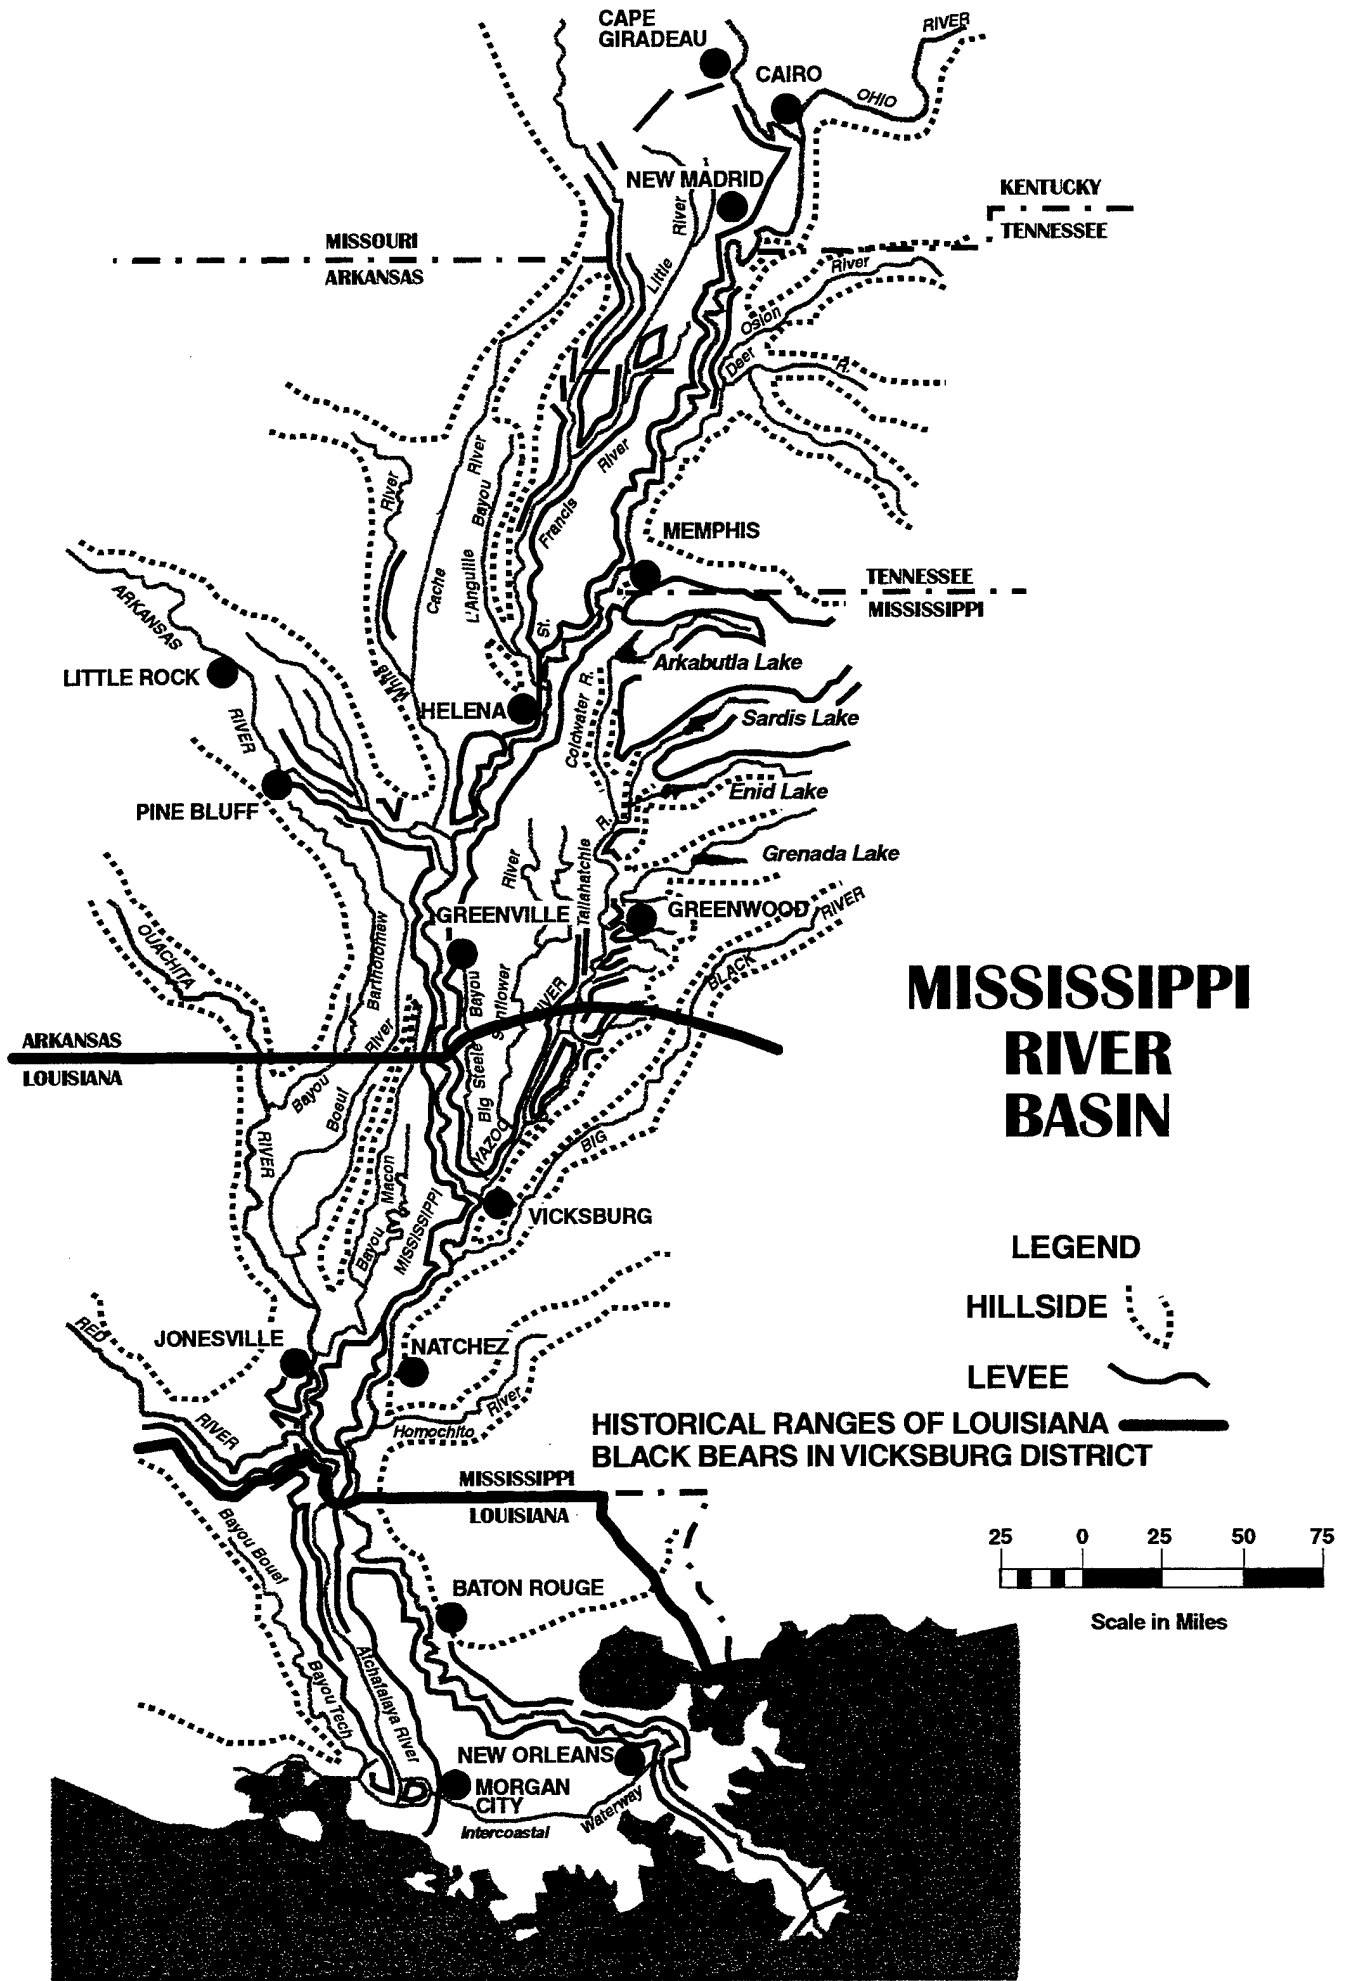 CAPE
GIRADEAU
RIVER
CAIRO
OHIO
NEW MADRID
River
KENTUCKY
TENNESSEE
MISSOURI
ARKANSAS
Little
River
Osion
Deer
R.
River
River
Bayou
River
Francis
Cache
L'Anguille
St.
MEMPHIS
TENNESSEE
MISSISSIPPI
ARKANSAS
LITTLE ROCK
White
Arkabutla Lake
HELENA
Coldwater R.
RIVER
Sardis Lake
PINE BLUFF
Enid Lake
R.
River
Tallahatchie
Grenada Lake
GREENVILLE
GREENWOOD
RIVER
OUACHITA
Bartholomew
BLACK
Bayou
Sunflower
RIVER
MISSISSIPPI
RIVER
BASIN
ARKANSAS
LOUISIANA
River
Steele
Bayou
Boeuf
Big
YAZOO
BIG
RIVER
Macon
Bayou
MISSISSIPPI
VICKSBURG
LEGEND
HILLSIDE
RED
JONESVILLE
NATCHEZ
LEVEE
River
RIVER
Homochito
HISTORICAL RANGES OF LOUISIANA
BLACK BEARS IN VICKSBURG DISTRICT
MISSISSIPPI
LOUISIANA
Bayou Bouef
25 0 25 50 75
Scale in Miles
BATON ROUGE
Bayou Tech
Atchafalaya River
NEW ORLEANS
MORGAN
CITY
Intercoastal
Waterway